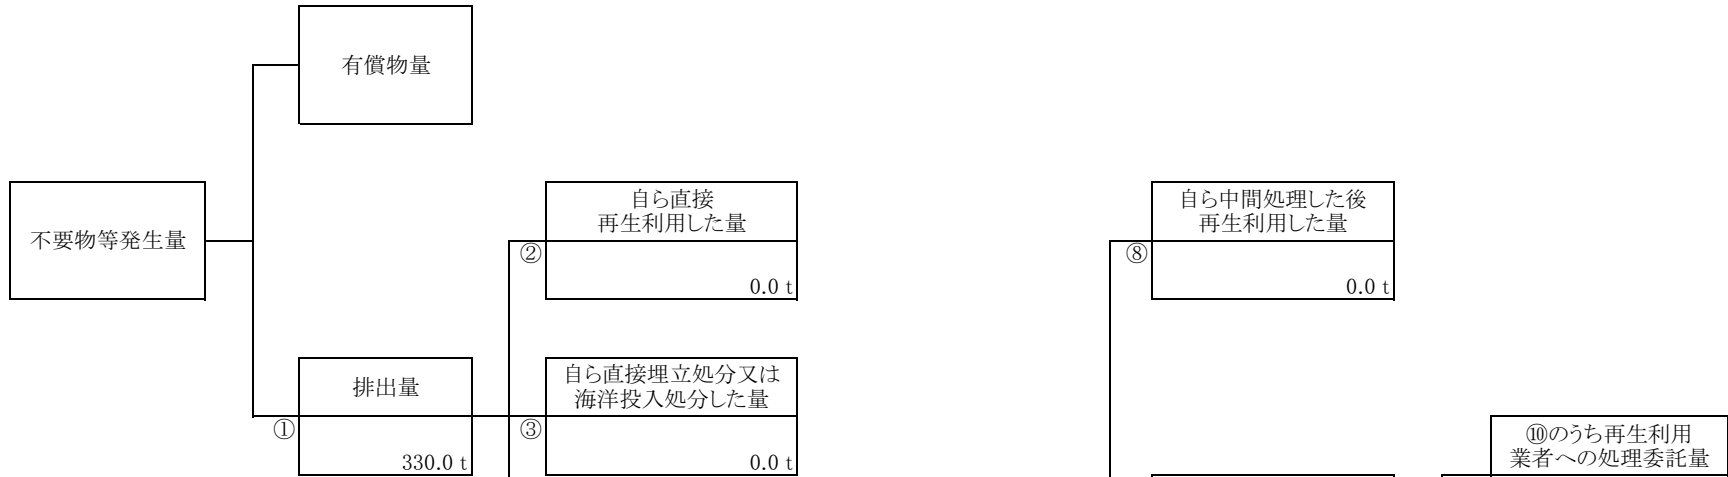 有償物量
不要物等発生量
自ら直接
再生利用した量
②
0.0 t
自ら中間処理した後
再生利用した量
⑧
0.0 t
排出量
①
330.0 t
自ら直接埋立処分又は
海洋投入処分した量
③
0.0 t
⑩のうち再生利用
業者への処理委託量